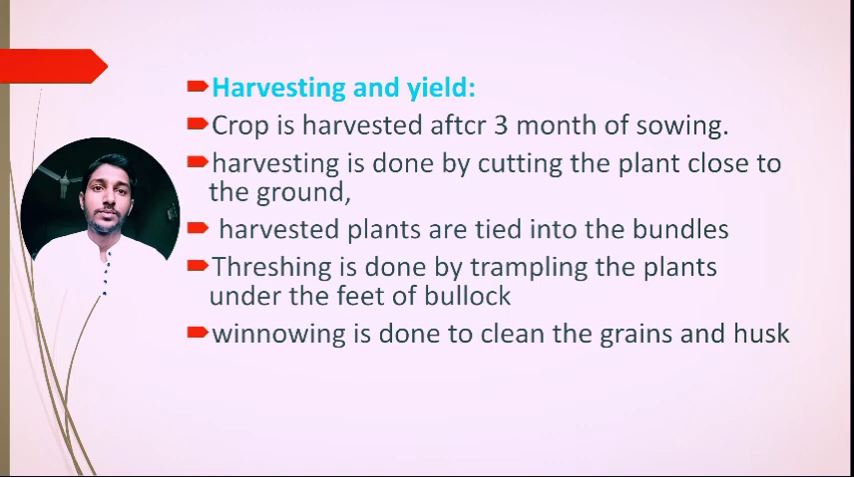 Harvesting and yield:
Crop is harvested aftcr 3 month of sowing.
harvesting is done by cutting the plant close to
the ground,
harvested plants are tied into the bundles
Threshing is done by trampling the plants
under the feet of bullock
winnowing is done to clean the grains and husk